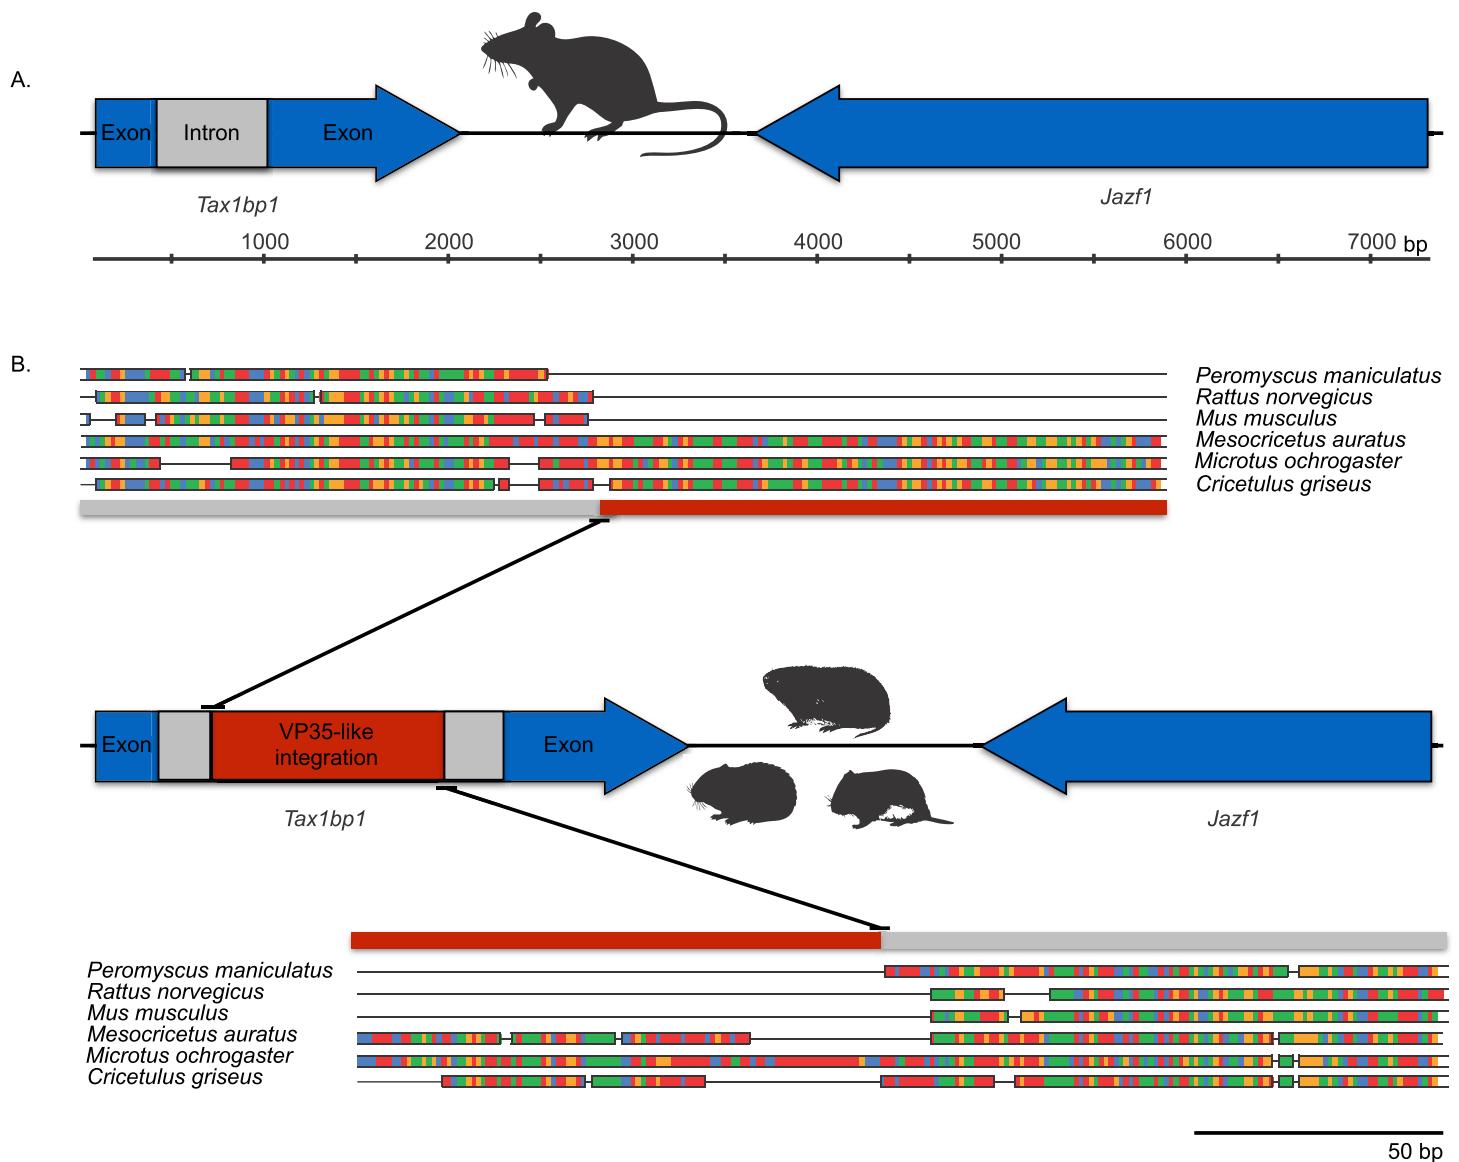 A.
Exon Intron Exon
Tax1bp1
Jazf1
1000 2000 3000 4000 5000 6000 7000 bp
B.
Peromyscus maniculatus
Rattus norvegicus
Mus musculus
Mesocricetus auratus
Microtus ochrogaster
Cricetulus griseus
Exon
VP35-like
integration
Exon
Tax1bp1
Jazf1
Peromyscus maniculatus
Rattus norvegicus
Mus musculus
Mesocricetus auratus
Microtus ochrogaster
Cricetulus griseus
50 bp